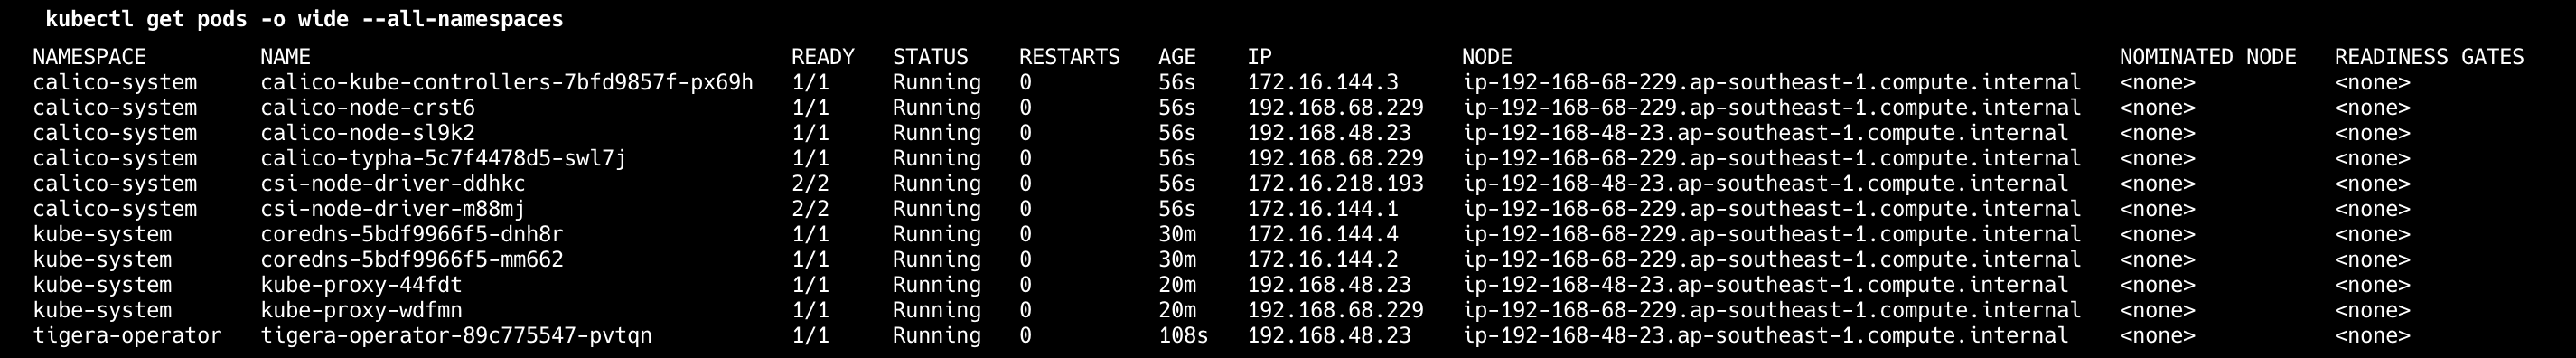 kubectl get pods -o wide --all-namespaces
NAMESPACE NAME READY STATUS RESTARTS AGE IP NODE NOMINATED NODE READINESS GATES
calico-system calico-kube-controllers-7bfd9857f-px69h 1/1 Running 0 56s 172.16.144.3 ip-192-168-68-229.ap-southeast-1.compute.internal <none> <none>
calico-system calico-node-crst6 1/1 Running 0 56s 192.168.68.229 ip-192-168-68-229.ap-southeast-1.compute.internal <none> <none>
calico-system calico-node-sl9k2 1/1 Running 0 56s 192.168.48.23 ip-192-168-48-23.ap-southeast-1.compute.internal <none> <none>
calico-system calico-typha-5c7f4478d5-swl7j 1/1 Running 0 56s 192.168.68.229 ip-192-168-68-229.ap-southeast-1.compute.internal <none> <none>
calico-system csi-node-driver-ddhkc 2/2 Running 0 56s 172.16.218.193 ip-192-168-48-23.ap-southeast-1.compute.internal <none> <none>
calico-system csi-node-driver-m88mj 2/2 Running 0 56s 172.16.144.1 ip-192-168-68-229.ap-southeast-1.compute.internal <none> <none>
kube-system coredns-5bdf9966f5-dnh8r 1/1 Running 0 30m 172.16.144.4 ip-192-168-68-229.ap-southeast-1.compute.internal <none> <none>
kube-system coredns-5bdf9966f5-mm662 1/1 Running 0 30m 172.16.144.2 ip-192-168-68-229.ap-southeast-1.compute.internal <none> <none>
kube-system kube-proxy-44fdt 1/1 Running 0 20m 192.168.48.23 ip-192-168-48-23.ap-southeast-1.compute.internal <none> <none>
kube-system kube-proxy-wdfmn 1/1 Running 0 20m 192.168.68.229 ip-192-168-68-229.ap-southeast-1.compute.internal <none> <none>
tigera-operator tigera-operator-89c775547-pvtqn 1/1 Running 0 108s 192.168.48.23 ip-192-168-48-23.ap-southeast-1.compute.internal <none> <none>